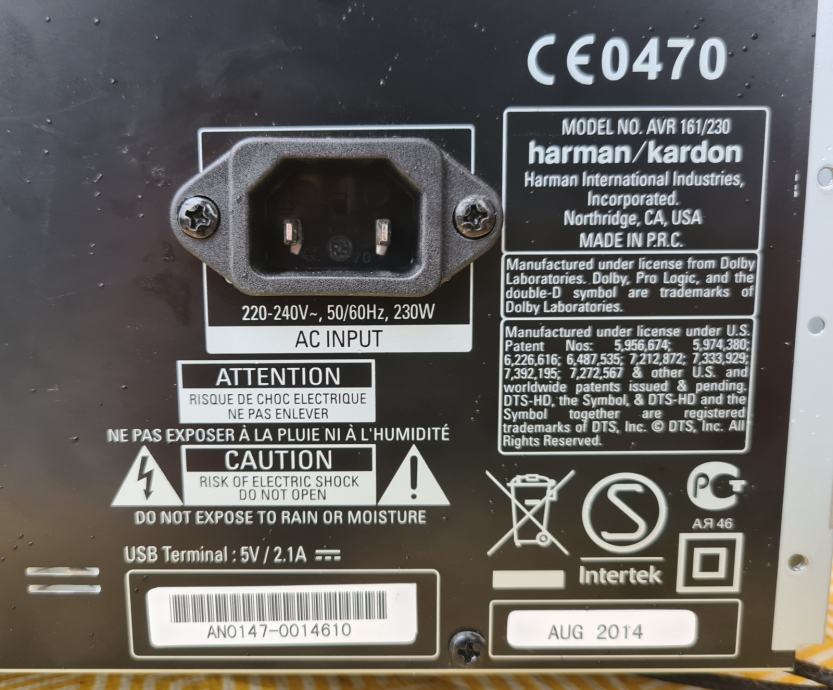 CE0470
MODEL NO. AVR 161/230
harman/kardon
Harman International Industries,
Incorporated.
Northridge, CA, USA
MADE IN P.R.C.
Manufactured under license from Dolby
Laboratories. Dolby, Pro Logic, and the
double-D symbol are trademarks of
Dolby Laboratories.
Manufactured under license under U.S.
Patent Nos: 5,956,674; 5,974,380;
6,226,616; 6,487,535; 7,212,872; 7,333,929;
7,392,195; 7,272,567 & other U.S. and
worldwide patents issued & pending.
DTS-HD, the Symbol, & DTS-HD and the
Symbol together are registered
trademarks of DTS, Inc. © DTS, Inc. All
Rights Reserved.
220-240V~, 50/60Hz, 230W
AC INPUT
ATTENTION
RISQUE DE CHOC ELECTRIQUE
NE PAS ENLEVER
NE PAS EXPOSER À LA PLUIE NI À L'HUMIDITÉ
CAUTION
RISK OF ELECTRIC SHOCK
DO NOT OPEN
DO NOT EXPOSE TO RAIN OR MOISTURE
USB Terminal : 5V / 2.1A
AN0147-0014610
S
Intertek
РСТ
АЯ 46
AUG 2014